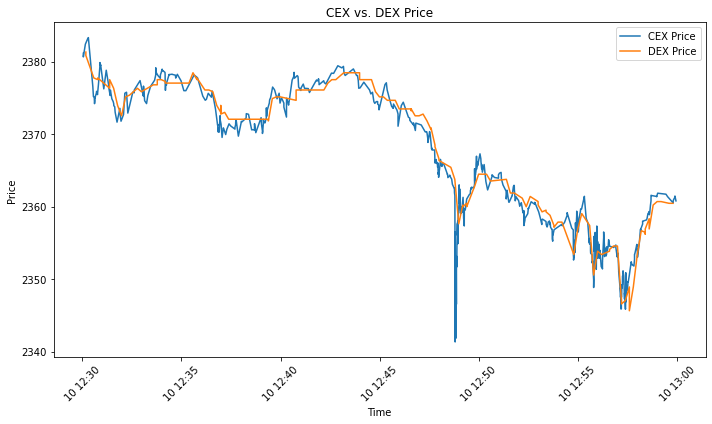 CEX vs. DEX Price
CEX Price
DEX Price
2380
2370
2360
2350
2340
Price
10 12:30
10 12:35
10 12:40
10 12:45
10 12:50
10 12:55
10 13:00
Time